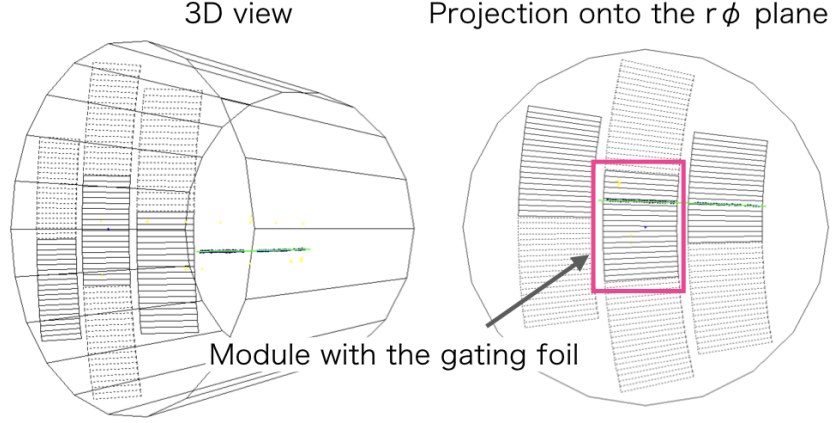 3D view
Projection onto the rϕ plane
Module with the gating foil